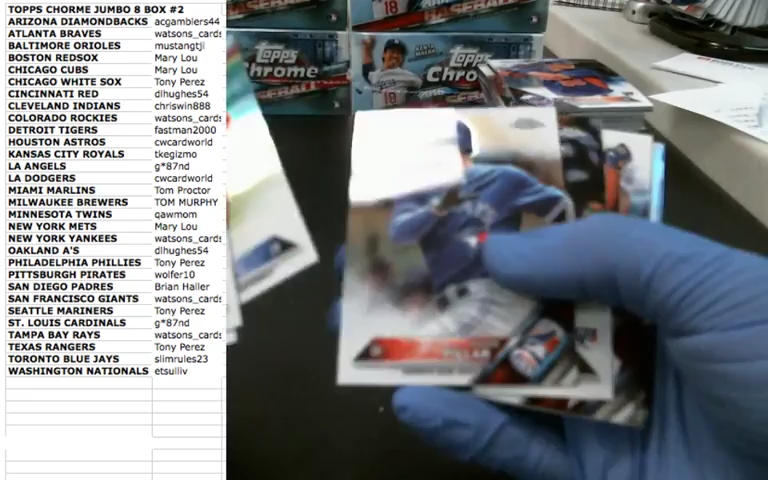 TOPPS CHORME JUMBO 8 BOX #2
ARIZONA DIAMONDBACKS acgamblers44
ATLANTA BRAVES watsons_cards
BALTIMORE ORIOLES mustangtji
BOSTON REDSOX Mary Lou
CHICAGO CUBS Mary Lou
CHICAGO WHITE SOX Tony Perez
CINCINNATI RED dlhughes54
CLEVELAND INDIANS chriswin888
COLORADO ROCKIES watsons_cards
DETROIT TIGERS fastman2000
HOUSTON ASTROS cwcardworld
KANSAS CITY ROYALS tkegizmo
LA ANGELS g*87nd
LA DODGERS cwcardworld
MIAMI MARLINS Tom Proctor
MILWAUKEE BREWERS TOM MURPHY
MINNESOTA TWINS qawmom
NEW YORK METS Mary Lou
NEW YORK YANKEES watsons_cards
OAKLAND A'S dlhughes54
PHILADELPHIA PHILLIES Tony Perez
PITTSBURGH PIRATES wolfer10
SAN DIEGO PADRES Brian Haller
SAN FRANCISCO GIANTS watsons_cards
SEATTLE MARINERS Tony Perez
ST. LOUIS CARDINALS g*87nd
TAMPA BAY RAYS watsons_cards
TEXAS RANGERS Tony Perez
TORONTO BLUE JAYS slimrules23
WASHINGTON NATIONALS etsulliv
Topps Chrome
Topps Chro
PILLAR